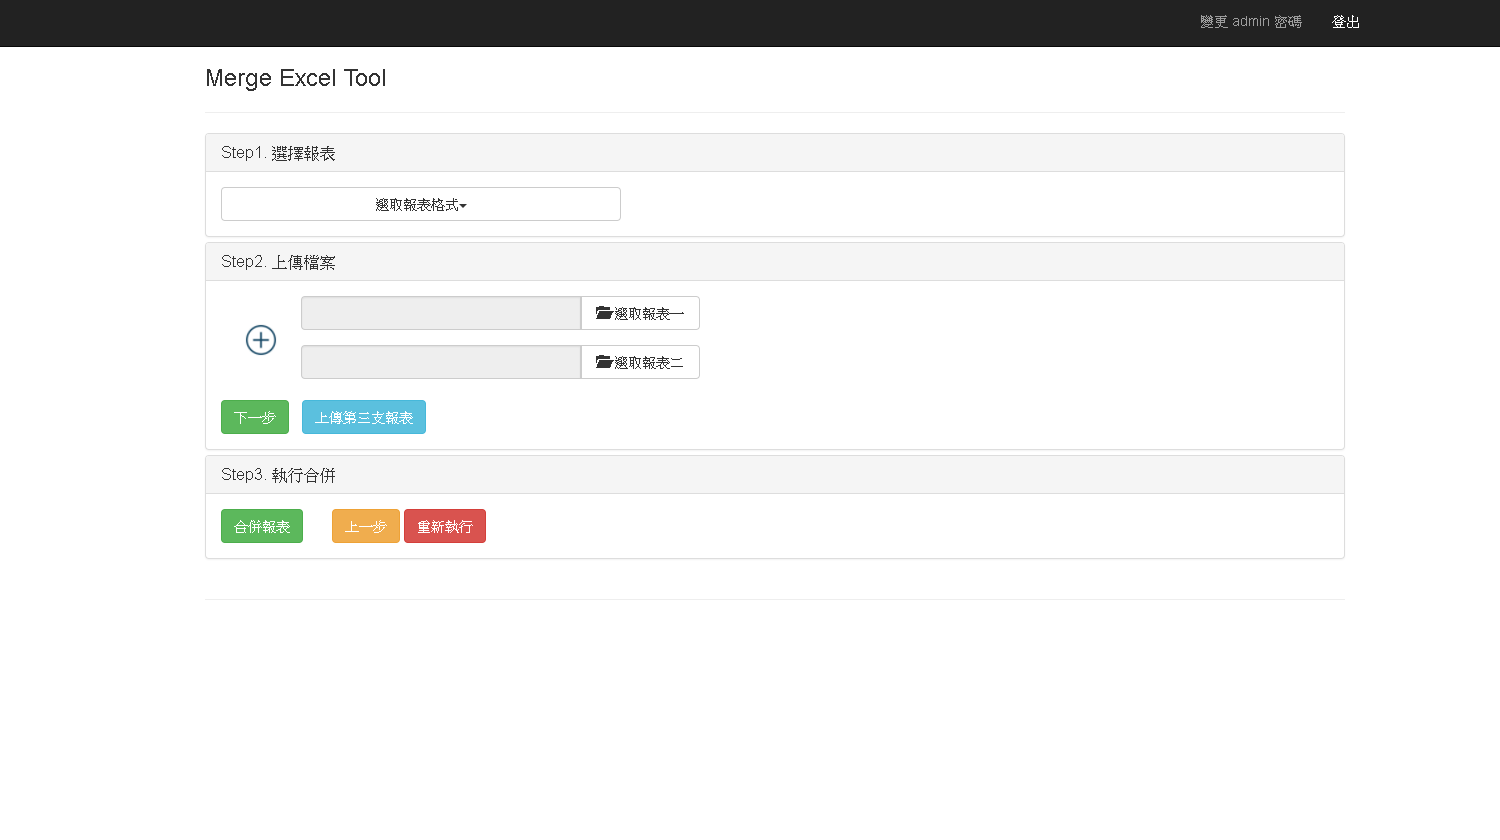 變更 admin 密碼 登出
Merge Excel Tool
Step1. 選擇報表
選取報表格式
Step2. 上傳檔案
選取報表一
選取報表二
下一步 上傳第三支報表
Step3. 執行合併
合併報表 上一步 重新執行